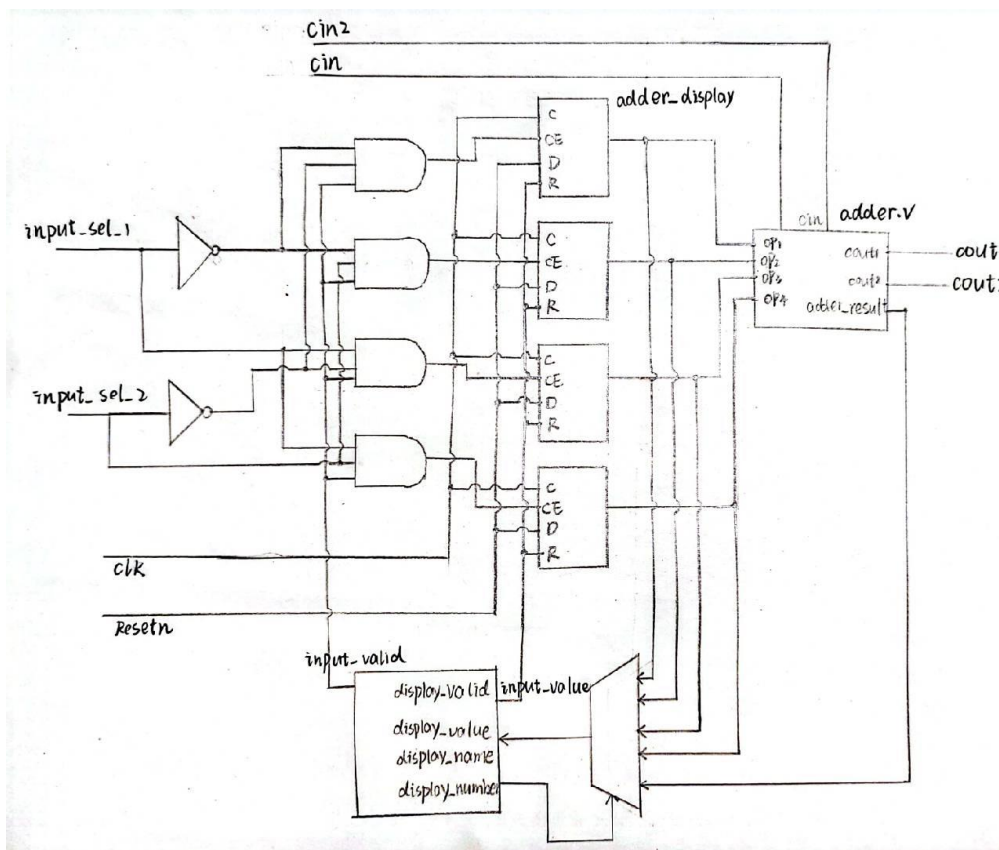 Cin2
Cin
adder_display
C
CE
D
R
input_sel_1
cin
adder.v
C
CE
D
R
OP1
OP2
OP3
OP4
cout1
cout2
adder_result
cout
cout
C
CE
D
R
input_sel_2
C
CE
D
R
Clk
Resetn
input_valid
display_valid
input_value
display_value
display_name
display_number